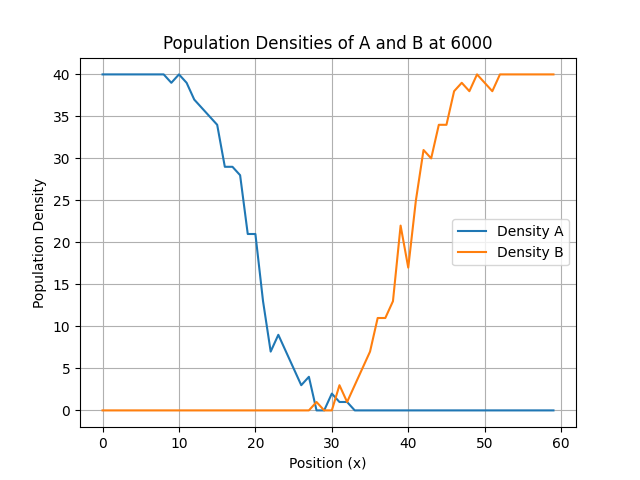 Population Densities of A and B at 6000
Population Density
40
35
30
25
20
15
10
5
0
Density A
Density B
0 10 20 30 40 50 60
Position (x)